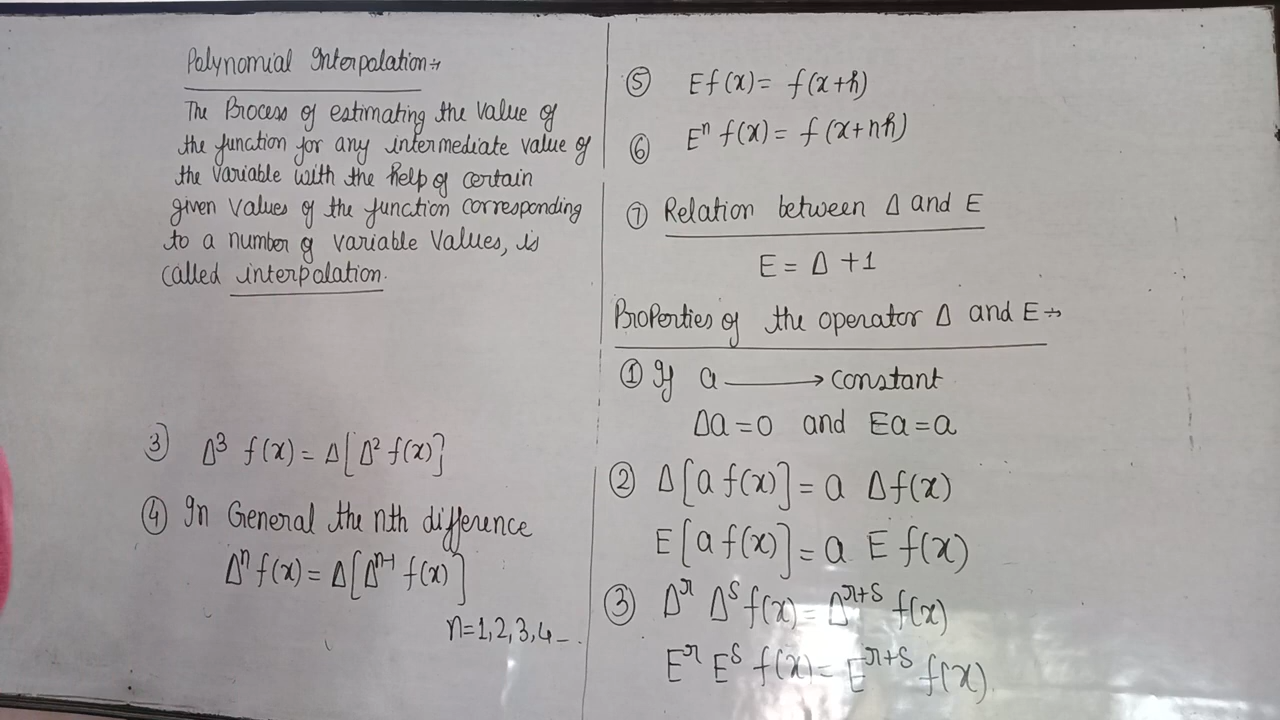 Polynomial Interpolation→
The Process of estimating the value of
the function for any intermediate value of
the variable with the help of certain
given values of the function corresponding
to a number of variable values, is
called interpolation.
3) Δ³ f(x) = Δ[Δ² f(x)]
④ In General the nth difference
Δⁿ f(x) = Δ[Δⁿ⁻¹ f(x)]
n=1,2,3,4 - ..
⑤ E f(x) = f(x+h)
⑥ Eⁿ f(x) = f(x+nh)
⑦ Relation between Δ and E
E = Δ + 1
Properties of the operator Δ and E→
① If a ⟶ constant
Δa = 0 and Ea = a
② Δ[a f(x)] = a Δf(x)
E[a f(x)] = a E f(x)
③ Δʳ Δˢ f(x) = Δʳ⁺ˢ f(x)
Eʳ Eˢ f(x) = Eʳ⁺ˢ f(x).